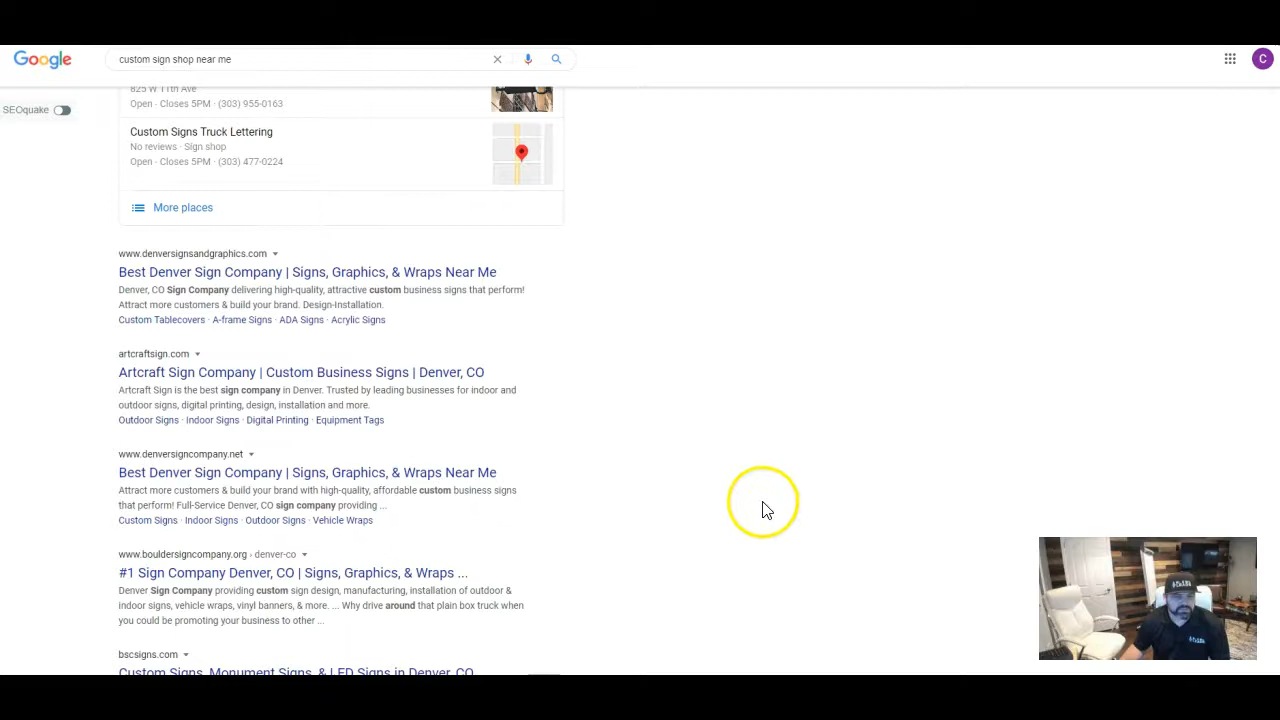 Google
custom sign shop near me
C
SEOquake
825 W 11th Ave
Open · Closes 5PM · (303) 955-0163
Custom Signs Truck Lettering
No reviews · Sign shop
Open · Closes 5PM · (303) 477-0224
More places
www.denversignsandgraphics.com
Best Denver Sign Company | Signs, Graphics, & Wraps Near Me
Denver, CO Sign Company delivering high-quality, attractive custom business signs that perform!
Attract more customers & build your brand. Design-Installation.
Custom Tablecovers · A-frame Signs · ADA Signs · Acrylic Signs
artcraftsign.com
Artcraft Sign Company | Custom Business Signs | Denver, CO
Artcraft Sign is the best sign company in Denver. Trusted by leading businesses for indoor and
outdoor signs, digital printing, design, installation and more.
Outdoor Signs · Indoor Signs · Digital Printing · Equipment Tags
www.denversigncompany.net
Best Denver Sign Company | Signs, Graphics, & Wraps Near Me
Attract more customers & build your brand with high-quality, affordable custom business signs
that perform! Full-Service Denver, CO sign company providing ...
Custom Signs · Indoor Signs · Outdoor Signs · Vehicle Wraps
www.bouldersigncompany.org › denver-co
#1 Sign Company Denver, CO | Signs, Graphics, & Wraps ...
Denver Sign Company providing custom sign design, manufacturing, installation of outdoor &
indoor signs, vehicle wraps, vinyl banners, & more. ... Why drive around that plain box truck when
you could be promoting your business to other ...
bscsigns.com
Custom Signs, Monument Signs, & LED Signs in Denver, CO